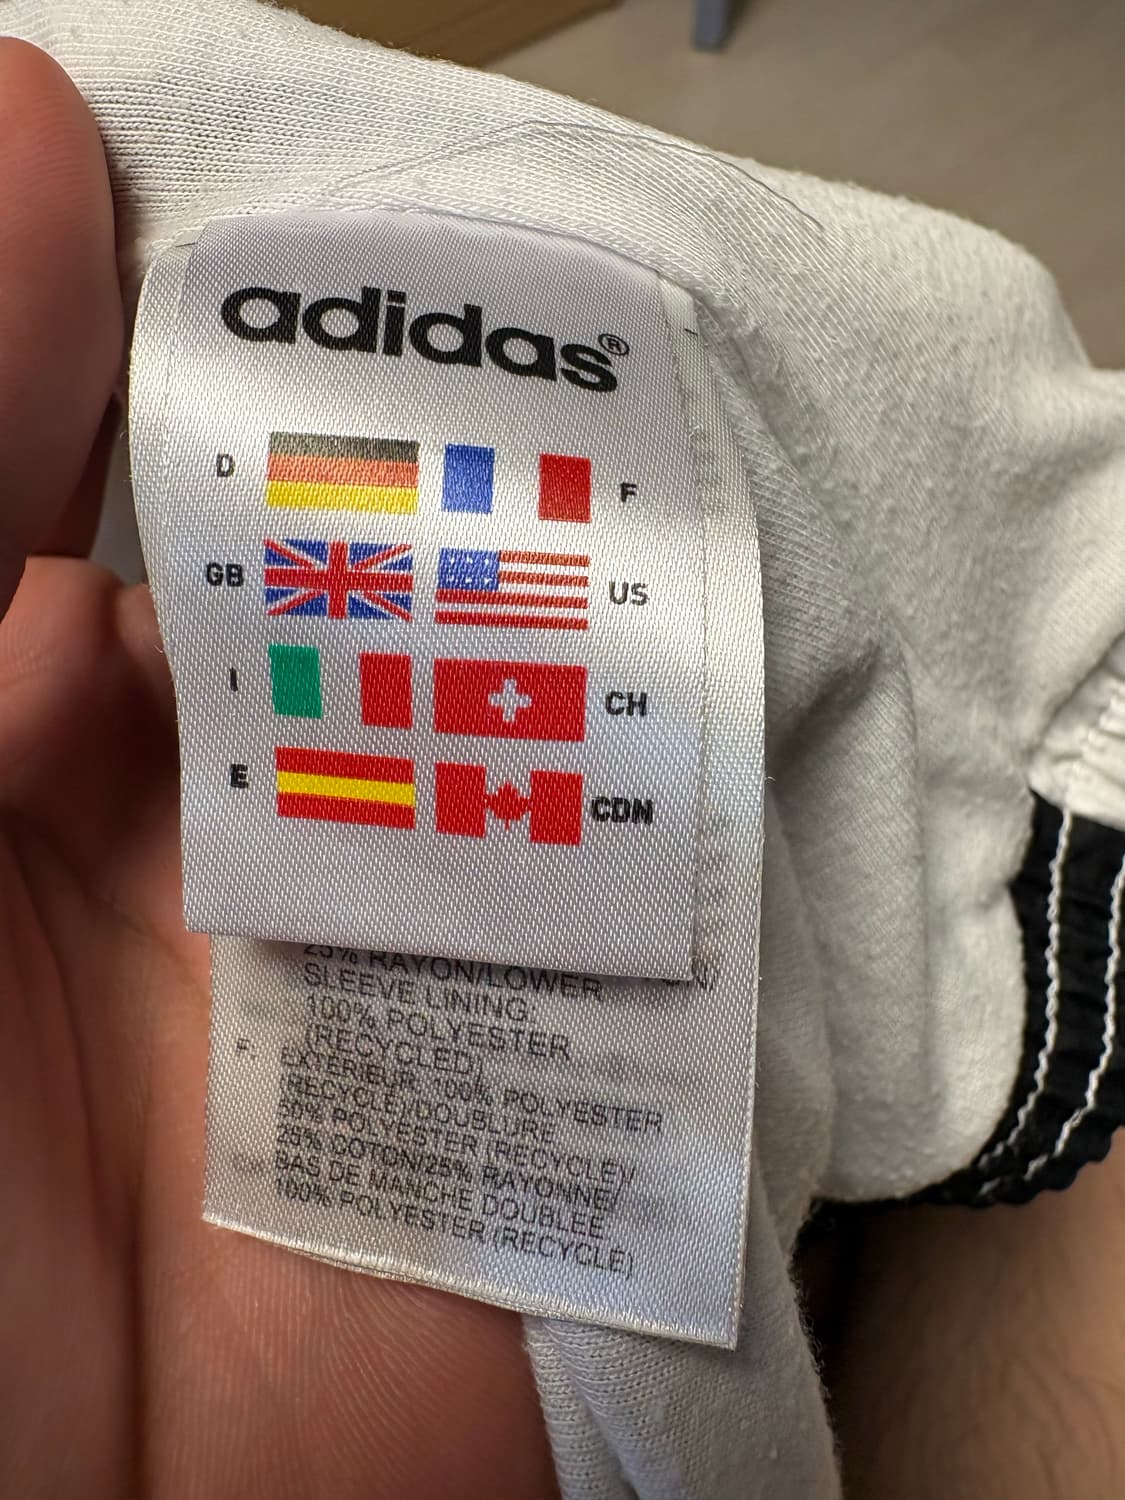 adidas®
D F
GB US
I CH
E CDN
25% RAYON/LOWER
SLEEVE LINING:
100% POLYESTER
(RECYCLED)
F: EXTERIEUR: 100% POLYESTER
(RECYCLE)/DOUBLURE
50% POLYESTER (RECYCLE)/
25% COTON/25% RAYONNE/
BAS DE MANCHE DOUBLEE
100% POLYESTER (RECYCLE)